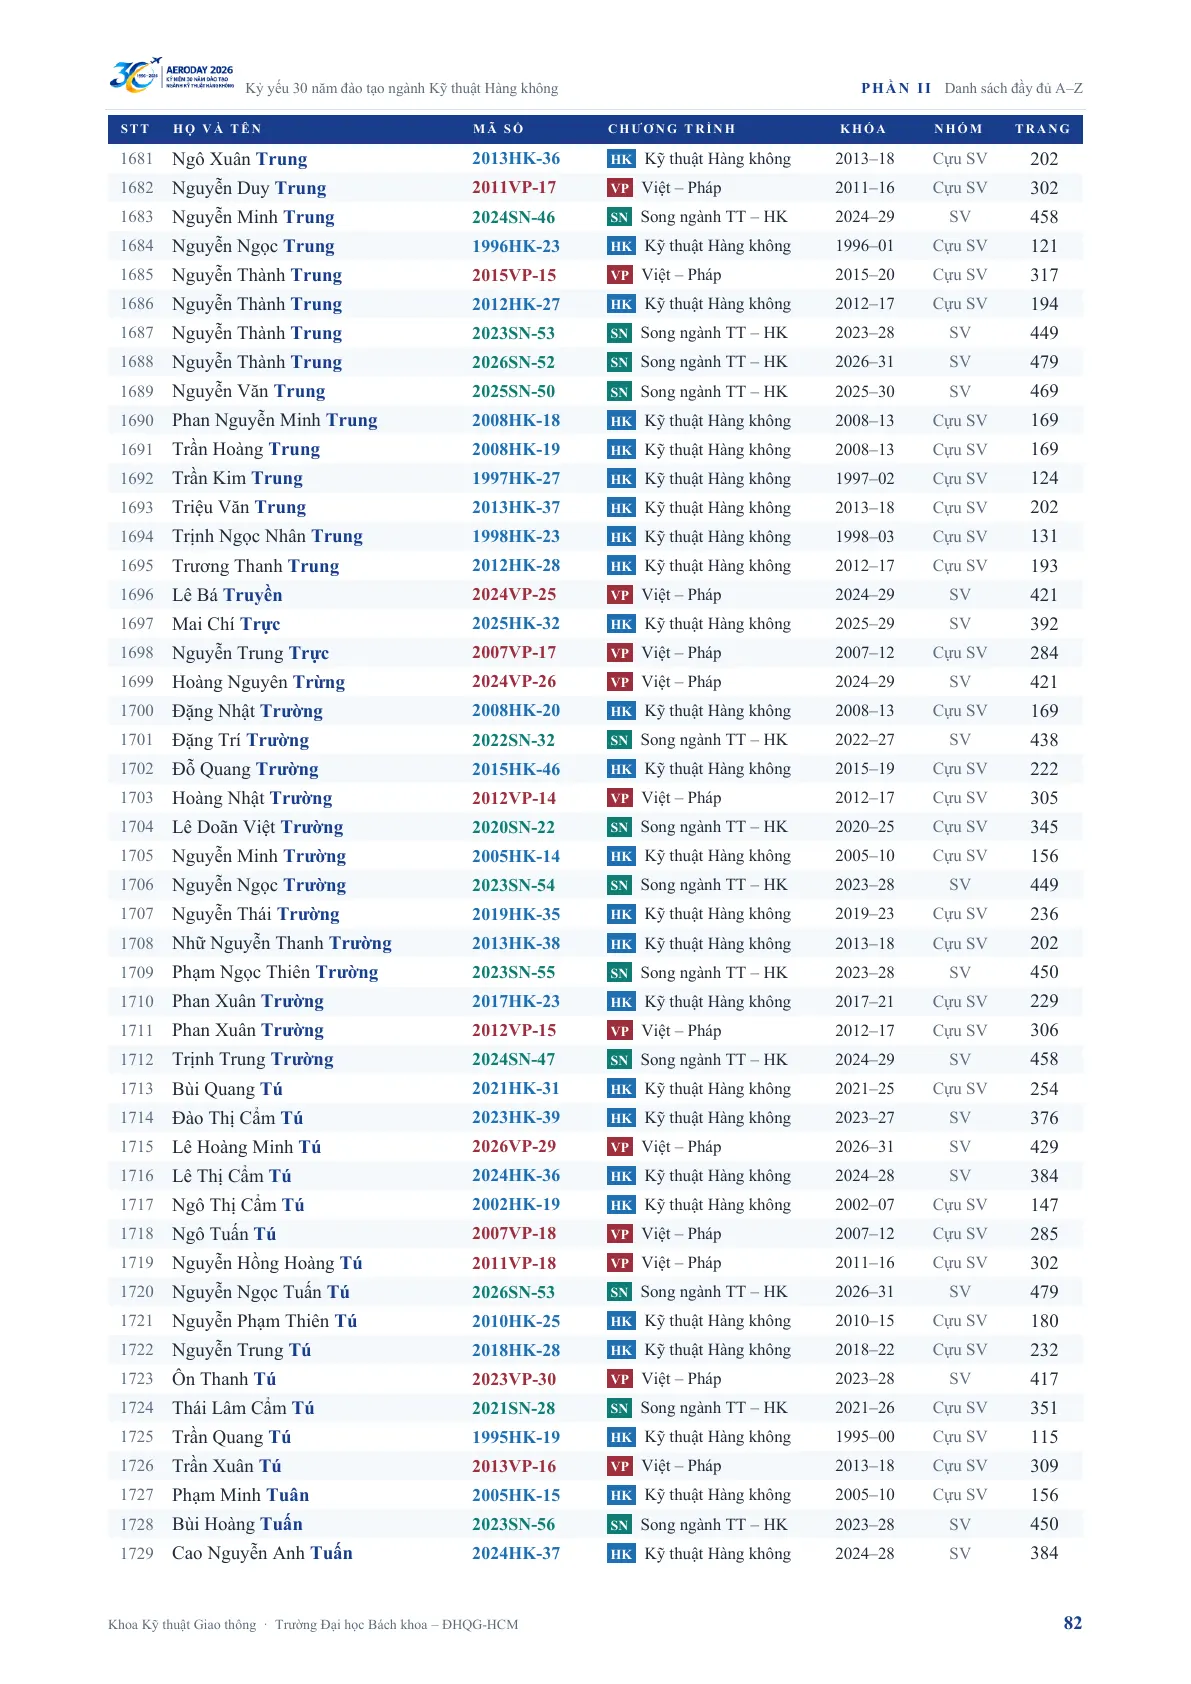 1996 - 2026
AERODAY 2026
KỶ NIỆM 30 NĂM ĐÀO TẠO
NGÀNH KỸ THUẬT HÀNG KHÔNG
Kỷ yếu 30 năm đào tạo ngành Kỹ thuật Hàng không
PHẦN II Danh sách đầy đủ A–Z
STT HỌ VÀ TÊN MÃ SỐ CHƯƠNG TRÌNH KHÓA NHÓM TRANG
1681 Ngô Xuân Trung 2013HK-36 HK Kỹ thuật Hàng không 2013–18 Cựu SV 202
1682 Nguyễn Duy Trung 2011VP-17 VP Việt – Pháp 2011–16 Cựu SV 302
1683 Nguyễn Minh Trung 2024SN-46 SN Song ngành TT – HK 2024–29 SV 458
1684 Nguyễn Ngọc Trung 1996HK-23 HK Kỹ thuật Hàng không 1996–01 Cựu SV 121
1685 Nguyễn Thành Trung 2015VP-15 VP Việt – Pháp 2015–20 Cựu SV 317
1686 Nguyễn Thành Trung 2012HK-27 HK Kỹ thuật Hàng không 2012–17 Cựu SV 194
1687 Nguyễn Thành Trung 2023SN-53 SN Song ngành TT – HK 2023–28 SV 449
1688 Nguyễn Thành Trung 2026SN-52 SN Song ngành TT – HK 2026–31 SV 479
1689 Nguyễn Văn Trung 2025SN-50 SN Song ngành TT – HK 2025–30 SV 469
1690 Phan Nguyễn Minh Trung 2008HK-18 HK Kỹ thuật Hàng không 2008–13 Cựu SV 169
1691 Trần Hoàng Trung 2008HK-19 HK Kỹ thuật Hàng không 2008–13 Cựu SV 169
1692 Trần Kim Trung 1997HK-27 HK Kỹ thuật Hàng không 1997–02 Cựu SV 124
1693 Triệu Văn Trung 2013HK-37 HK Kỹ thuật Hàng không 2013–18 Cựu SV 202
1694 Trịnh Ngọc Nhân Trung 1998HK-23 HK Kỹ thuật Hàng không 1998–03 Cựu SV 131
1695 Trương Thanh Trung 2012HK-28 HK Kỹ thuật Hàng không 2012–17 Cựu SV 193
1696 Lê Bá Truyền 2024VP-25 VP Việt – Pháp 2024–29 SV 421
1697 Mai Chí Trực 2025HK-32 HK Kỹ thuật Hàng không 2025–29 SV 392
1698 Nguyễn Trung Trực 2007VP-17 VP Việt – Pháp 2007–12 Cựu SV 284
1699 Hoàng Nguyên Trừng 2024VP-26 VP Việt – Pháp 2024–29 SV 421
1700 Đặng Nhật Trường 2008HK-20 HK Kỹ thuật Hàng không 2008–13 Cựu SV 169
1701 Đặng Trí Trường 2022SN-32 SN Song ngành TT – HK 2022–27 SV 438
1702 Đỗ Quang Trường 2015HK-46 HK Kỹ thuật Hàng không 2015–19 Cựu SV 222
1703 Hoàng Nhật Trường 2012VP-14 VP Việt – Pháp 2012–17 Cựu SV 305
1704 Lê Doãn Việt Trường 2020SN-22 SN Song ngành TT – HK 2020–25 Cựu SV 345
1705 Nguyễn Minh Trường 2005HK-14 HK Kỹ thuật Hàng không 2005–10 Cựu SV 156
1706 Nguyễn Ngọc Trường 2023SN-54 SN Song ngành TT – HK 2023–28 SV 449
1707 Nguyễn Thái Trường 2019HK-35 HK Kỹ thuật Hàng không 2019–23 Cựu SV 236
1708 Nhữ Nguyễn Thanh Trường 2013HK-38 HK Kỹ thuật Hàng không 2013–18 Cựu SV 202
1709 Phạm Ngọc Thiên Trường 2023SN-55 SN Song ngành TT – HK 2023–28 SV 450
1710 Phan Xuân Trường 2017HK-23 HK Kỹ thuật Hàng không 2017–21 Cựu SV 229
1711 Phan Xuân Trường 2012VP-15 VP Việt – Pháp 2012–17 Cựu SV 306
1712 Trịnh Trung Trường 2024SN-47 SN Song ngành TT – HK 2024–29 SV 458
1713 Bùi Quang Tú 2021HK-31 HK Kỹ thuật Hàng không 2021–25 Cựu SV 254
1714 Đào Thị Cẩm Tú 2023HK-39 HK Kỹ thuật Hàng không 2023–27 SV 376
1715 Lê Hoàng Minh Tú 2026VP-29 VP Việt – Pháp 2026–31 SV 429
1716 Lê Thị Cẩm Tú 2024HK-36 HK Kỹ thuật Hàng không 2024–28 SV 384
1717 Ngô Thị Cẩm Tú 2002HK-19 HK Kỹ thuật Hàng không 2002–07 Cựu SV 147
1718 Ngô Tuấn Tú 2007VP-18 VP Việt – Pháp 2007–12 Cựu SV 285
1719 Nguyễn Hồng Hoàng Tú 2011VP-18 VP Việt – Pháp 2011–16 Cựu SV 302
1720 Nguyễn Ngọc Tuấn Tú 2026SN-53 SN Song ngành TT – HK 2026–31 SV 479
1721 Nguyễn Phạm Thiên Tú 2010HK-25 HK Kỹ thuật Hàng không 2010–15 Cựu SV 180
1722 Nguyễn Trung Tú 2018HK-28 HK Kỹ thuật Hàng không 2018–22 Cựu SV 232
1723 Ôn Thanh Tú 2023VP-30 VP Việt – Pháp 2023–28 SV 417
1724 Thái Lâm Cẩm Tú 2021SN-28 SN Song ngành TT – HK 2021–26 Cựu SV 351
1725 Trần Quang Tú 1995HK-19 HK Kỹ thuật Hàng không 1995–00 Cựu SV 115
1726 Trần Xuân Tú 2013VP-16 VP Việt – Pháp 2013–18 Cựu SV 309
1727 Phạm Minh Tuân 2005HK-15 HK Kỹ thuật Hàng không 2005–10 Cựu SV 156
1728 Bùi Hoàng Tuấn 2023SN-56 SN Song ngành TT – HK 2023–28 SV 450
1729 Cao Nguyễn Anh Tuấn 2024HK-37 HK Kỹ thuật Hàng không 2024–28 SV 384
Khoa Kỹ thuật Giao thông · Trường Đại học Bách khoa – ĐHQG-HCM
82